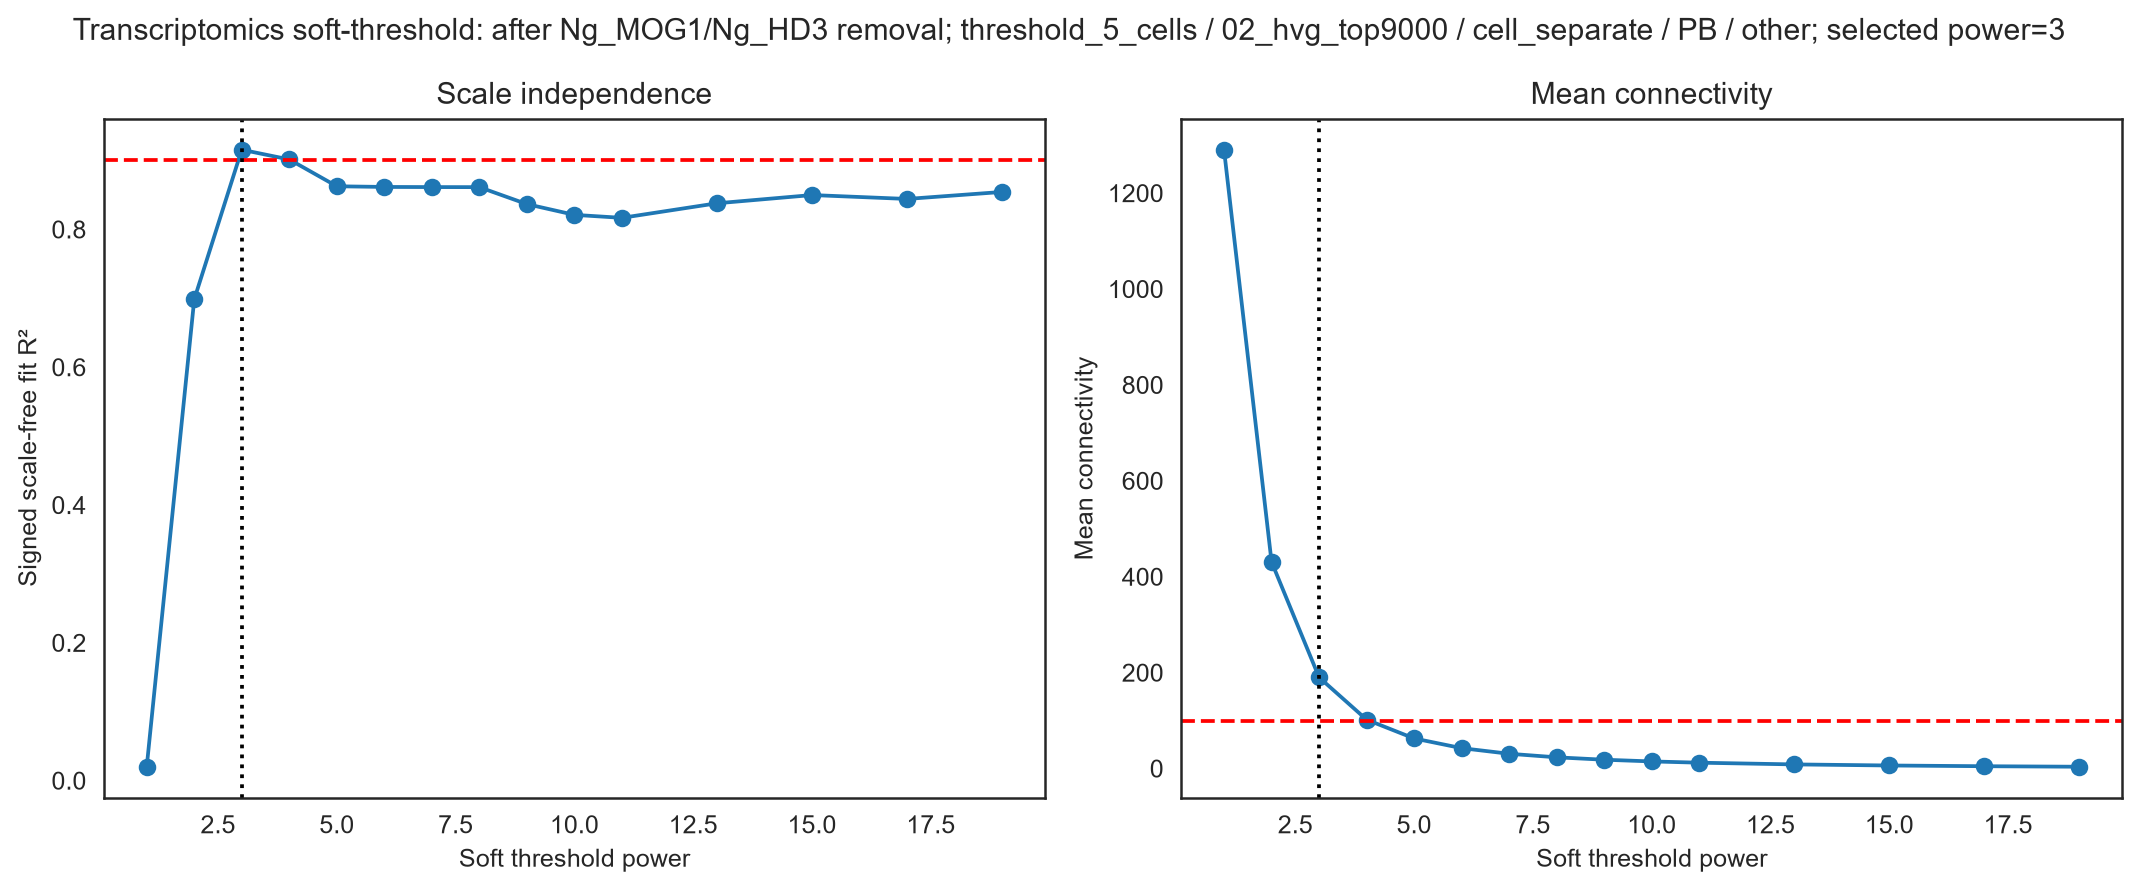 Transcriptomics soft-threshold: after Ng_MOG1/Ng_HD3 removal; threshold_5_cells / 02_hvg_top9000 / cell_separate / PB / other; selected power=3
Scale independence
Signed scale-free fit R²
0.8
0.6
0.4
0.2
0.0
2.5 5.0 7.5 10.0 12.5 15.0 17.5
Soft threshold power
Mean connectivity
Mean connectivity
1200
1000
800
600
400
200
0
2.5 5.0 7.5 10.0 12.5 15.0 17.5
Soft threshold power